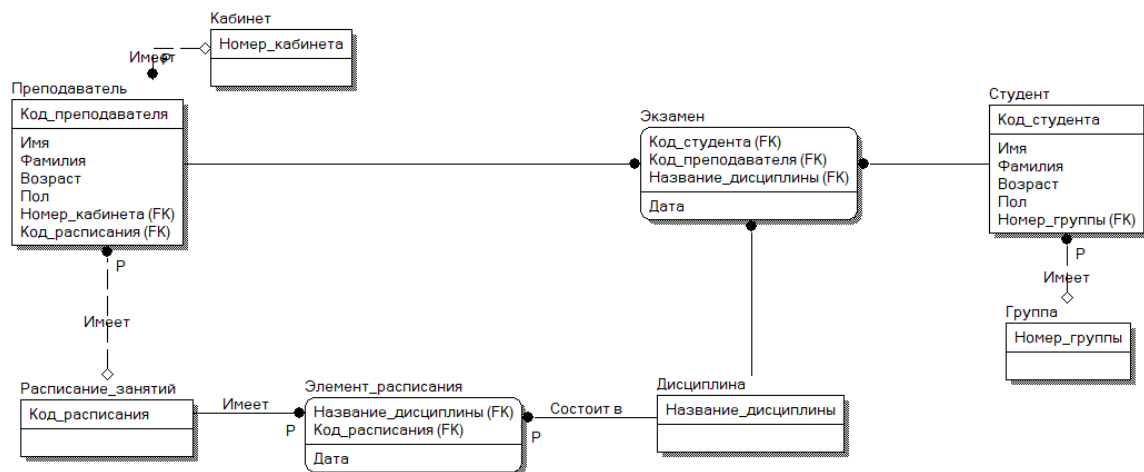 Кабинет
Номер_кабинета
Имеет
P
Преподаватель
Код_преподавателя
Имя
Фамилия
Возраст
Пол
Номер_кабинета (FK)
Код_расписания (FK)
P
Имеет
Экзамен
Код_студента (FK)
Код_преподавателя (FK)
Название_дисциплины (FK)
Дата
Студент
Код_студента
Имя
Фамилия
Возраст
Пол
Номер_группы (FK)
P
Имеет
Группа
Номер_группы
Расписание_занятий
Код_расписания
Имеет
P
Элемент_расписания
Название_дисциплины (FK)
Код_расписания (FK)
Дата
Состоит в
P
Дисциплина
Название_дисциплины